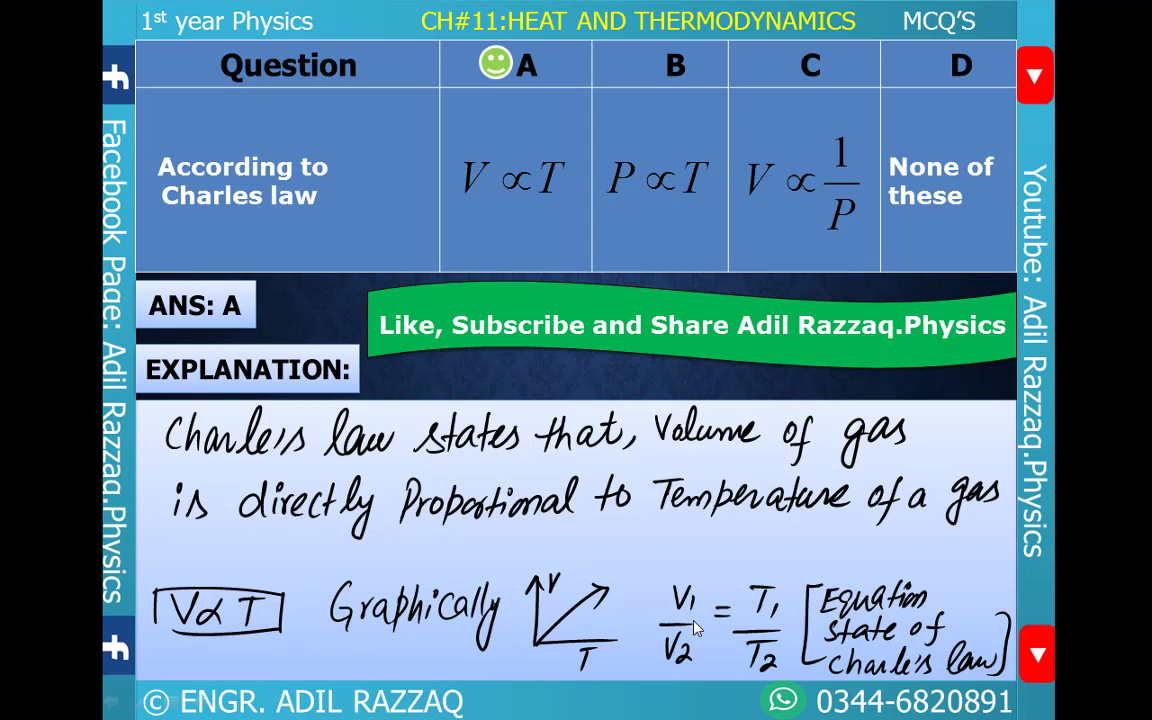 1st year Physics CH#11:HEAT AND THERMODYNAMICS MCQ'S
Question A B C D
According to
Charles law
V ∝ T
P ∝ T
V ∝ 1/P
None of
these
ANS: A
Like, Subscribe and Share Adil Razzaq.Physics
EXPLANATION:
Charle's law states that, Volume of gas
is directly Proportional to Temperature of a gas
V∝ T
Graphically
V
T
V1/V2 = T1/T2
[Equation
state of
Charle's law]
© ENGR. ADIL RAZZAQ 0344-6820891
f
Facebook Page: Adil Razzaq.Physics
f
Youtube: Adil Razzaq.Physics